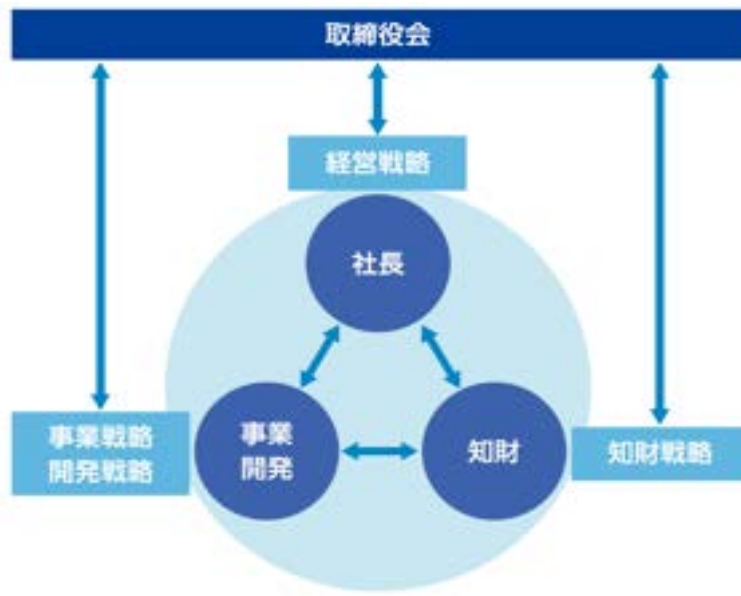 取締役会
経営戦略
社長
事業戦略
開発戦略
事業
開発
知財
知財戦略